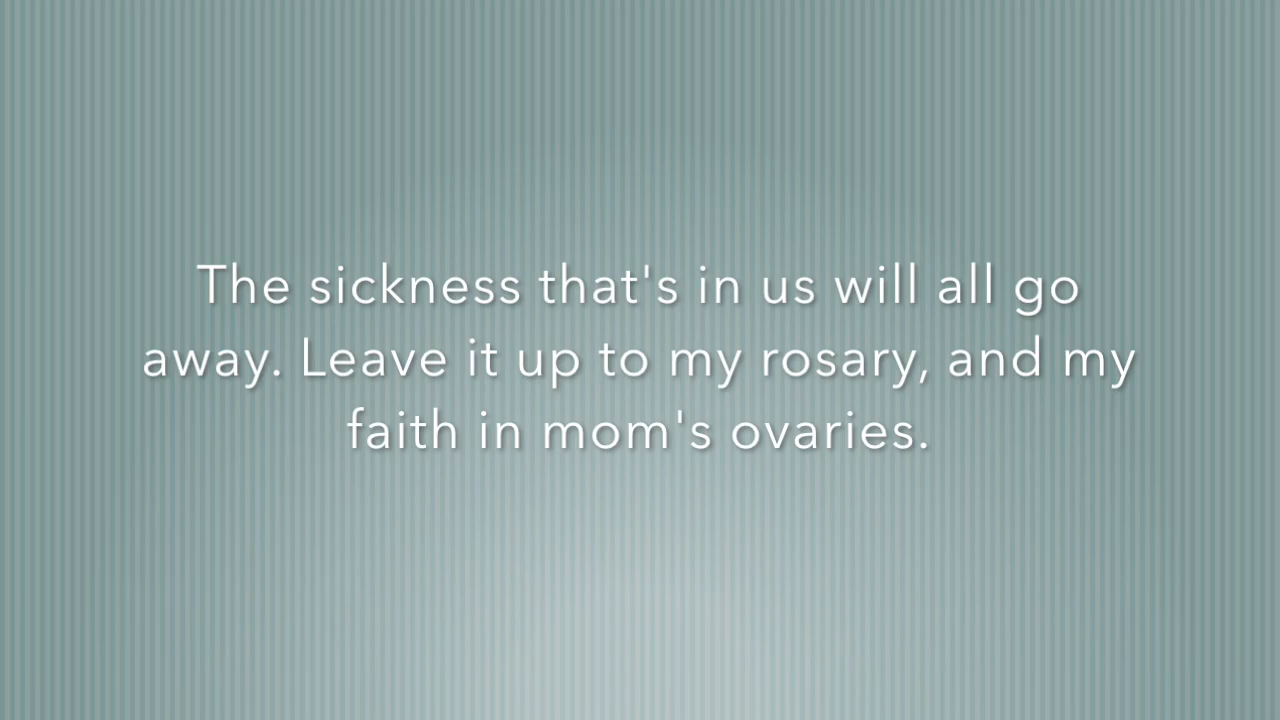 The sickness that's in us will all go
away. Leave it up to my rosary, and my
faith in mom's ovaries.